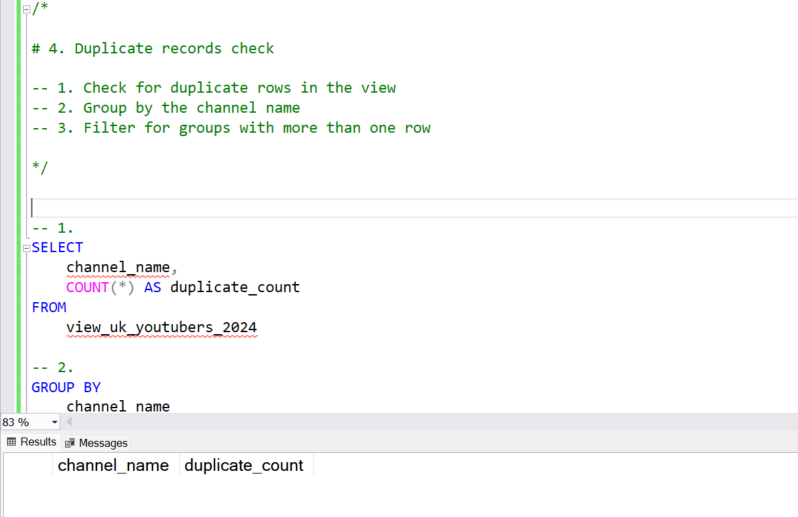 /*
# 4. Duplicate records check
-- 1. Check for duplicate rows in the view
-- 2. Group by the channel name
-- 3. Filter for groups with more than one row
*/
-- 1.
SELECT
channel_name,
COUNT(*) AS duplicate_count
FROM
view_uk_youtubers_2024
-- 2.
GROUP BY
channel_name
83 %
Results Messages
channel_name duplicate_count